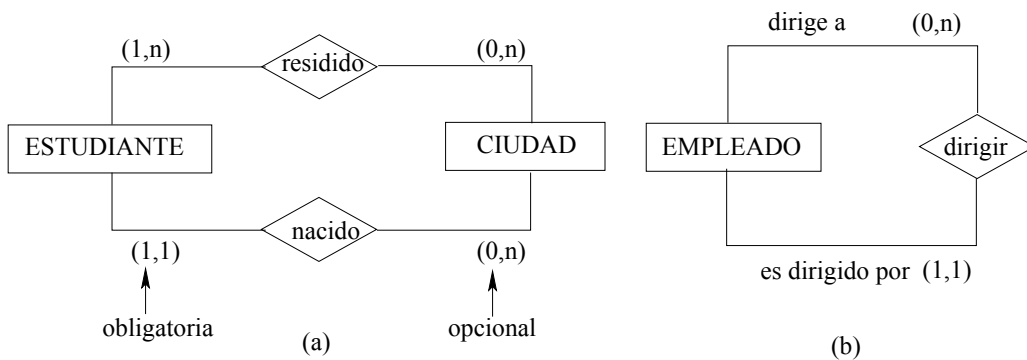 (1,n)
residido
(0,n)
ESTUDIANTE
CIUDAD
nacido
(1,1)
(0,n)
obligatoria
opcional
(a)
dirige a
(0,n)
EMPLEADO
dirigir
es dirigido por (1,1)
(b)